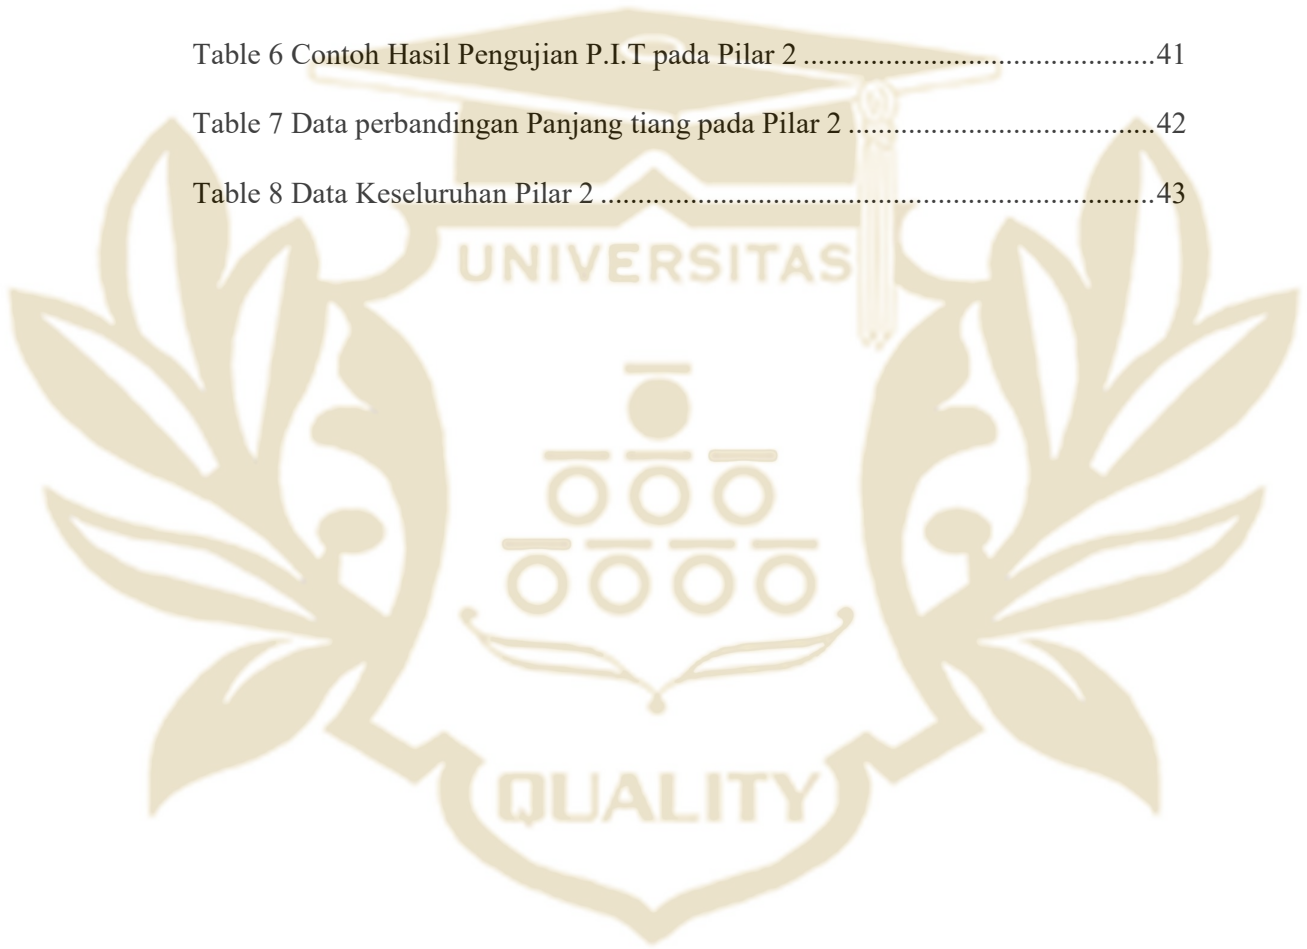 Table 6 Contoh Hasil Pengujian P.I.T pada Pilar 2 ...............................................41
Table 7 Data perbandingan Panjang tiang pada Pilar 2 .........................................42
Table 8 Data Keseluruhan Pilar 2 ..........................................................................43
UNIVERSITAS
QUALITY